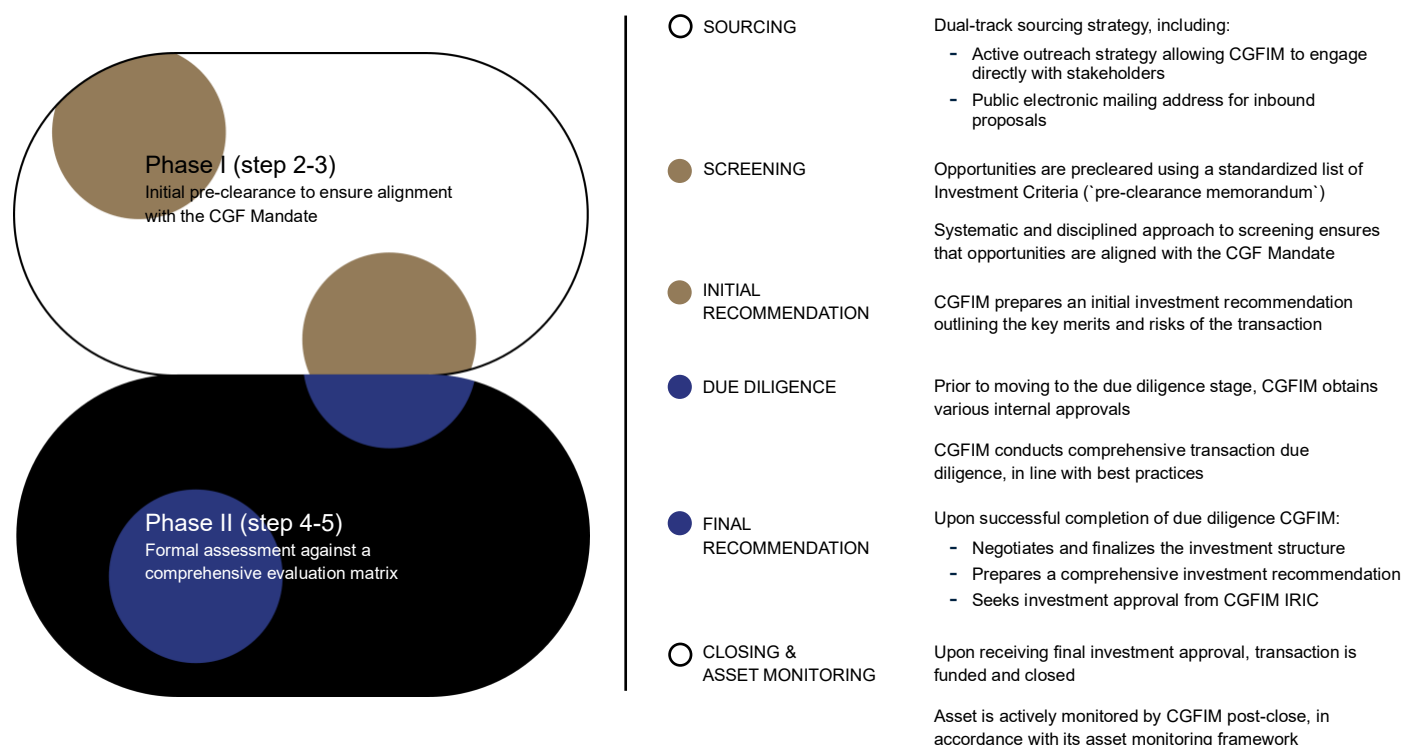 Phase I (step 2-3)
Initial pre-clearance to ensure alignment
with the CGF Mandate
Phase II (step 4-5)
Formal assessment against a
comprehensive evaluation matrix
SOURCING
Dual-track sourcing strategy, including:
- Active outreach strategy allowing CGFIM to engage
directly with stakeholders
- Public electronic mailing address for inbound
proposals
SCREENING
Opportunities are precleared using a standardized list of
Investment Criteria (`pre-clearance memorandum`)
Systematic and disciplined approach to screening ensures
that opportunities are aligned with the CGF Mandate
INITIAL
RECOMMENDATION
CGFIM prepares an initial investment recommendation
outlining the key merits and risks of the transaction
DUE DILIGENCE
Prior to moving to the due diligence stage, CGFIM obtains
various internal approvals
CGFIM conducts comprehensive transaction due
diligence, in line with best practices
FINAL
RECOMMENDATION
Upon successful completion of due diligence CGFIM:
- Negotiates and finalizes the investment structure
- Prepares a comprehensive investment recommendation
- Seeks investment approval from CGFIM IRIC
CLOSING &
ASSET MONITORING
Upon receiving final investment approval, transaction is
funded and closed
Asset is actively monitored by CGFIM post-close, in
accordance with its asset monitoring framework